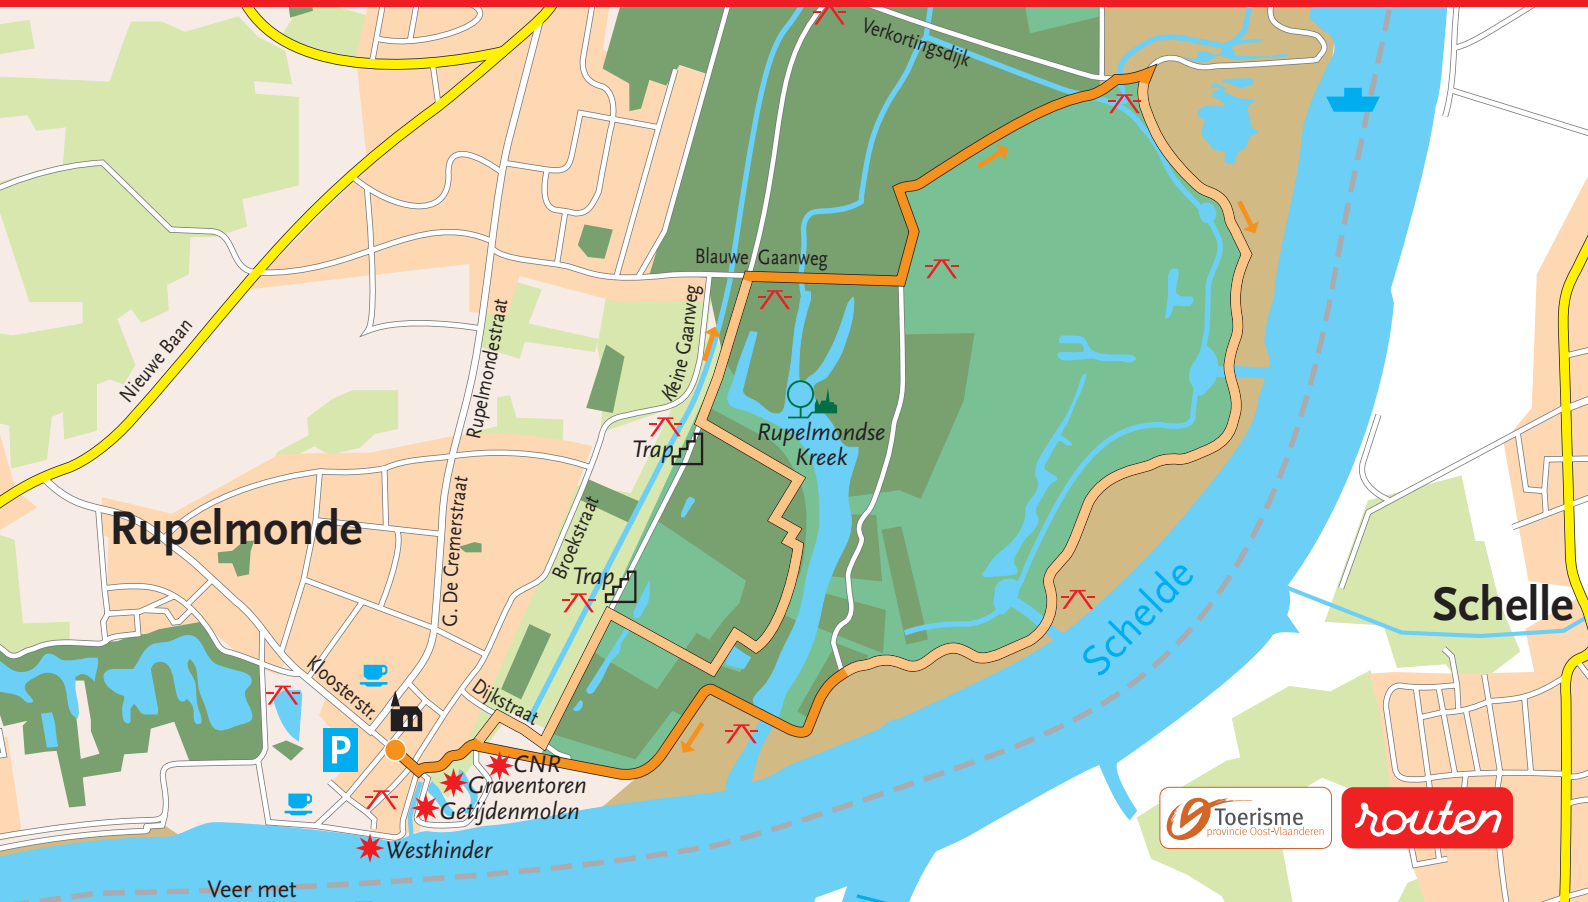 Verkortingsdijk
Blauwe Gaanweg
Nieuwe Baan
Rupelmondestraat
Kleine Gaanweg
Rupelmondse
Kreek
Trap
Rupelmonde
G. De Cremerstraat
Broekstraat
Trap
Schelde
Schelle
Kloosterstr.
Dijkstraat
P
CNR
Graventoren
Getijdenmolen
Westhinder
Toerisme
provincie Oost-Vlaanderen
routen
Veer met